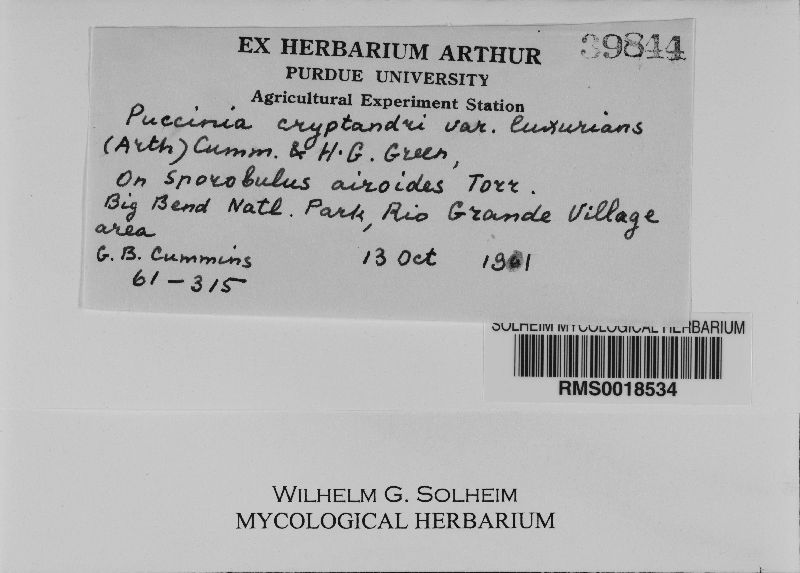 EX HERBARIUM ARTHUR 39844
PURDUE UNIVERSITY
Agricultural Experiment Station
Puccinia cryptandri var. luxurians
(Arth) Cumm. & H.G. Green,
On Sporobulus airoides Torr.
Big Bend Natl. Park, Rio Grande Village
area
G. B. Cummins 13 Oct 1961
61-315
SOLHEIM MYCOLOGICAL HERBARIUM
RMS0018534
WILHELM G. SOLHEIM
MYCOLOGICAL HERBARIUM